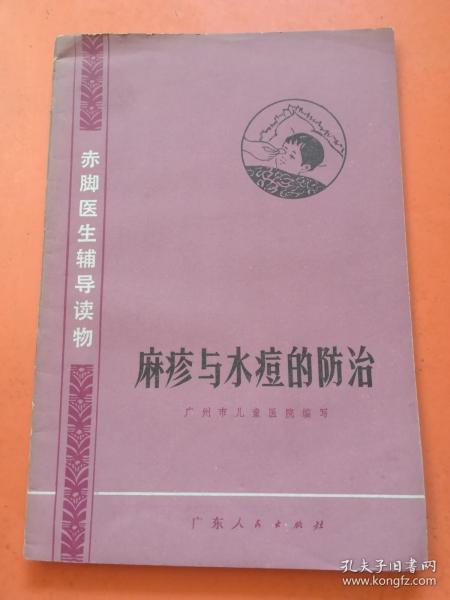 赤脚医生辅导读物
麻疹与水痘的防治
广州市儿童医院编写
广东人民出版社
孔夫子旧书网
www.kongfz.com